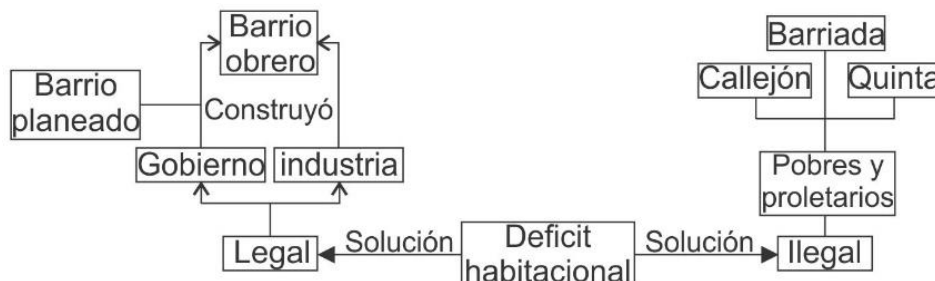 Barrio
obrero
Barriada
Callejón
Quinta
Barrio
planeado
Construyó
Gobierno
industria
Pobres y
proletarios
Legal
Solución
Deficit
habitacional
Solución
Ilegal